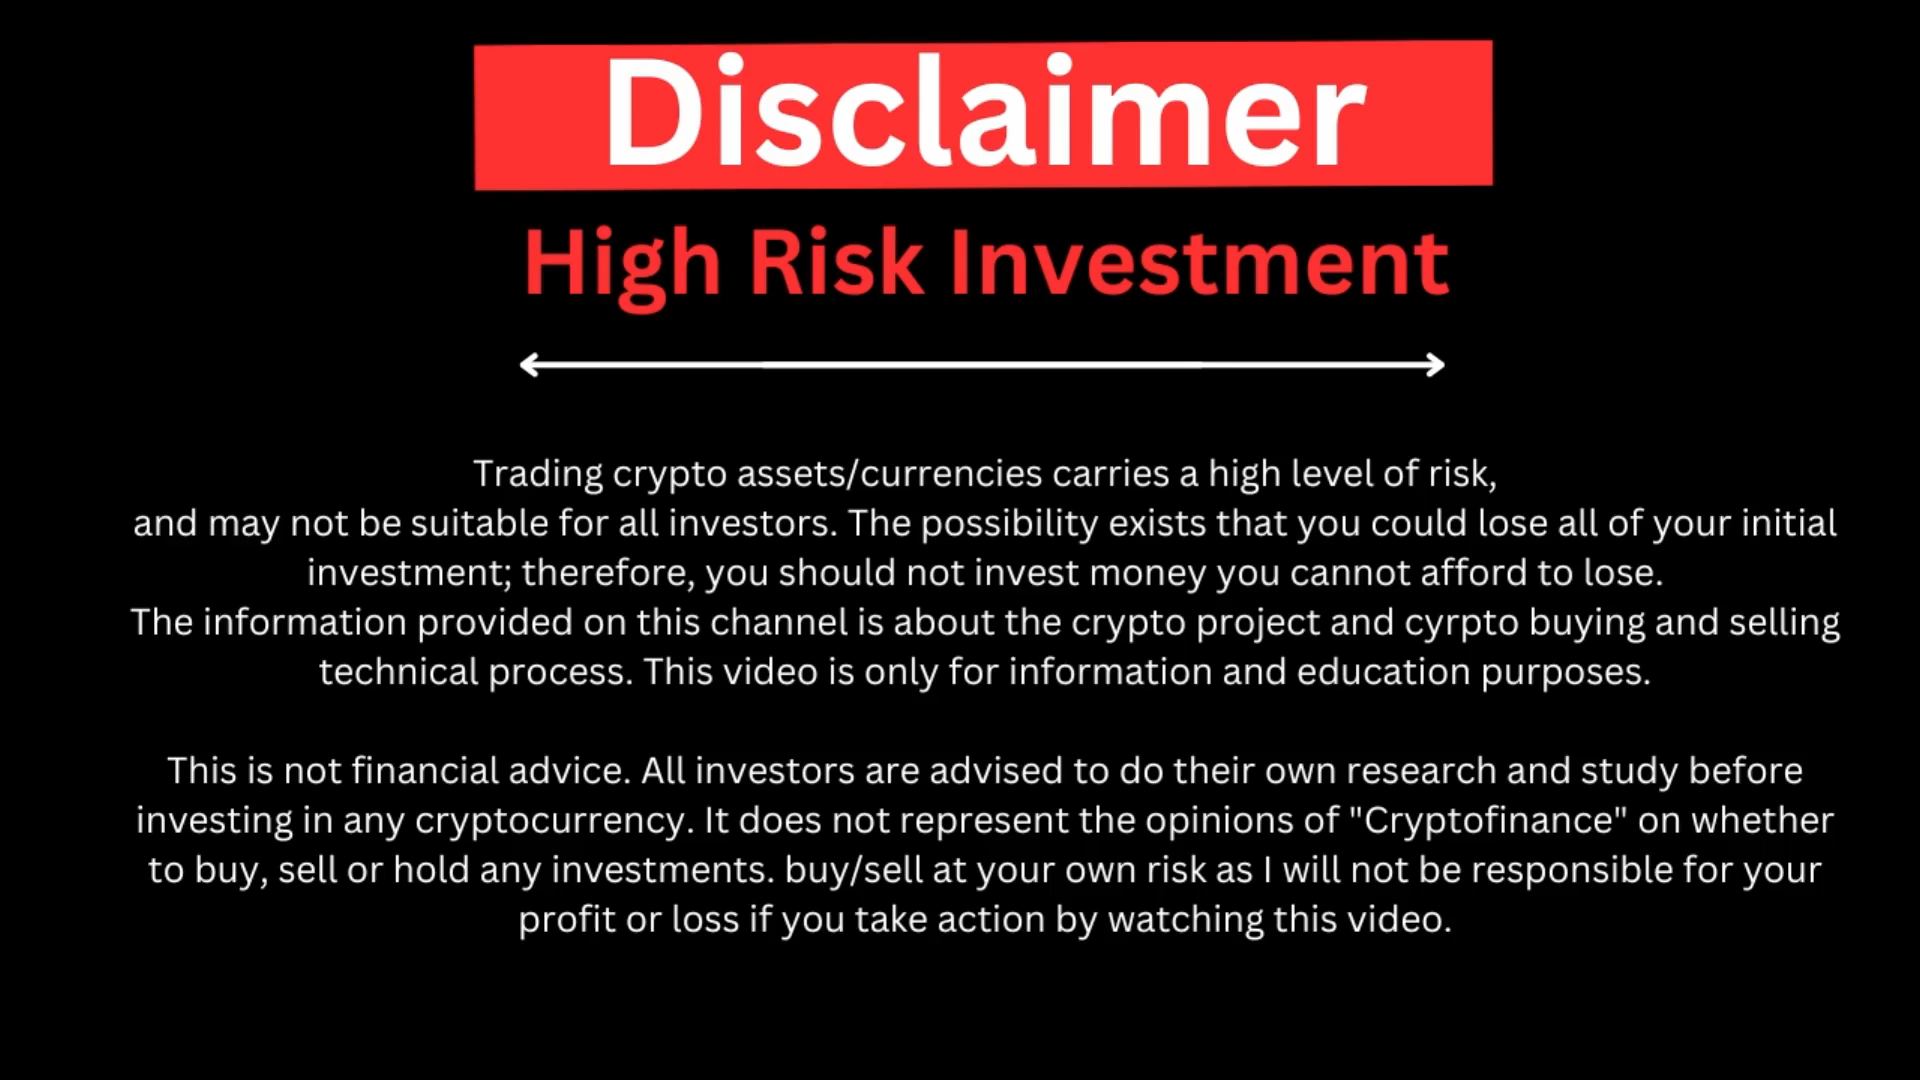 Disclaimer
High Risk Investment
Trading crypto assets/currencies carries a high level of risk,
and may not be suitable for all investors. The possibility exists that you could lose all of your initial
investment; therefore, you should not invest money you cannot afford to lose.
The information provided on this channel is about the crypto project and cyrpto buying and selling
technical process. This video is only for information and education purposes.
This is not financial advice. All investors are advised to do their own research and study before
investing in any cryptocurrency. It does not represent the opinions of "Cryptofinance" on whether
to buy, sell or hold any investments. buy/sell at your own risk as I will not be responsible for your
profit or loss if you take action by watching this video.